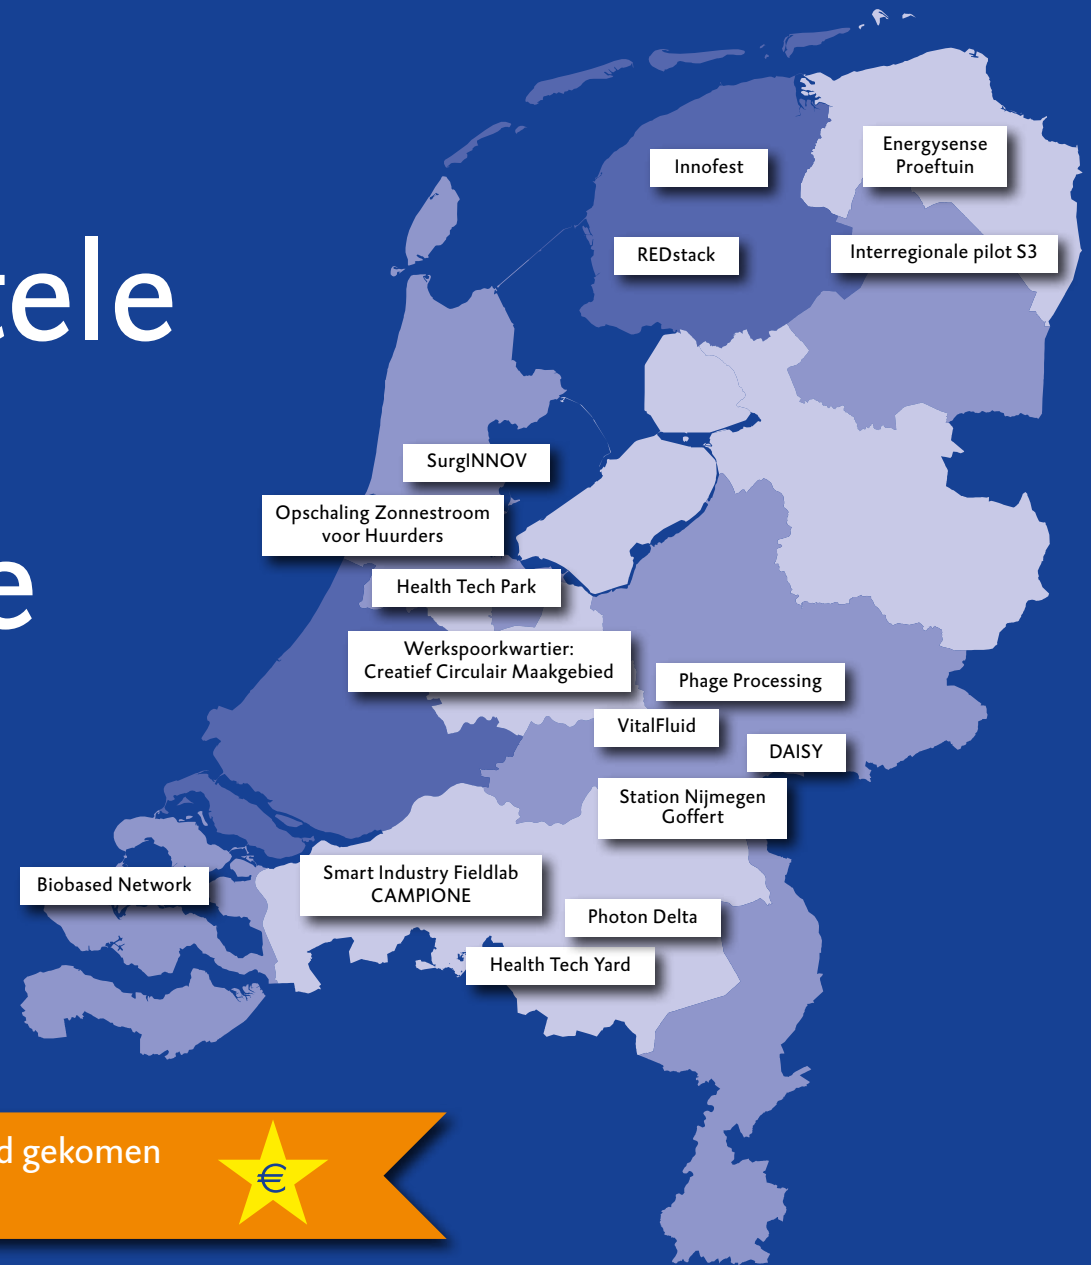 Energysense
Proeftuin
Innofest
REDstack
Interregionale pilot S3
tele
SurgINNOV
Opschaling Zonnestroom
voor Huurders
e
Health Tech Park
Werkspoorkwartier:
Creatief Circulair Maakgebied
Phage Processing
VitalFluid
DAISY
Station Nijmegen
Goffert
Smart Industry Fieldlab
CAMPIONE
Biobased Network
Photon Delta
Health Tech Yard
d gekomen
€